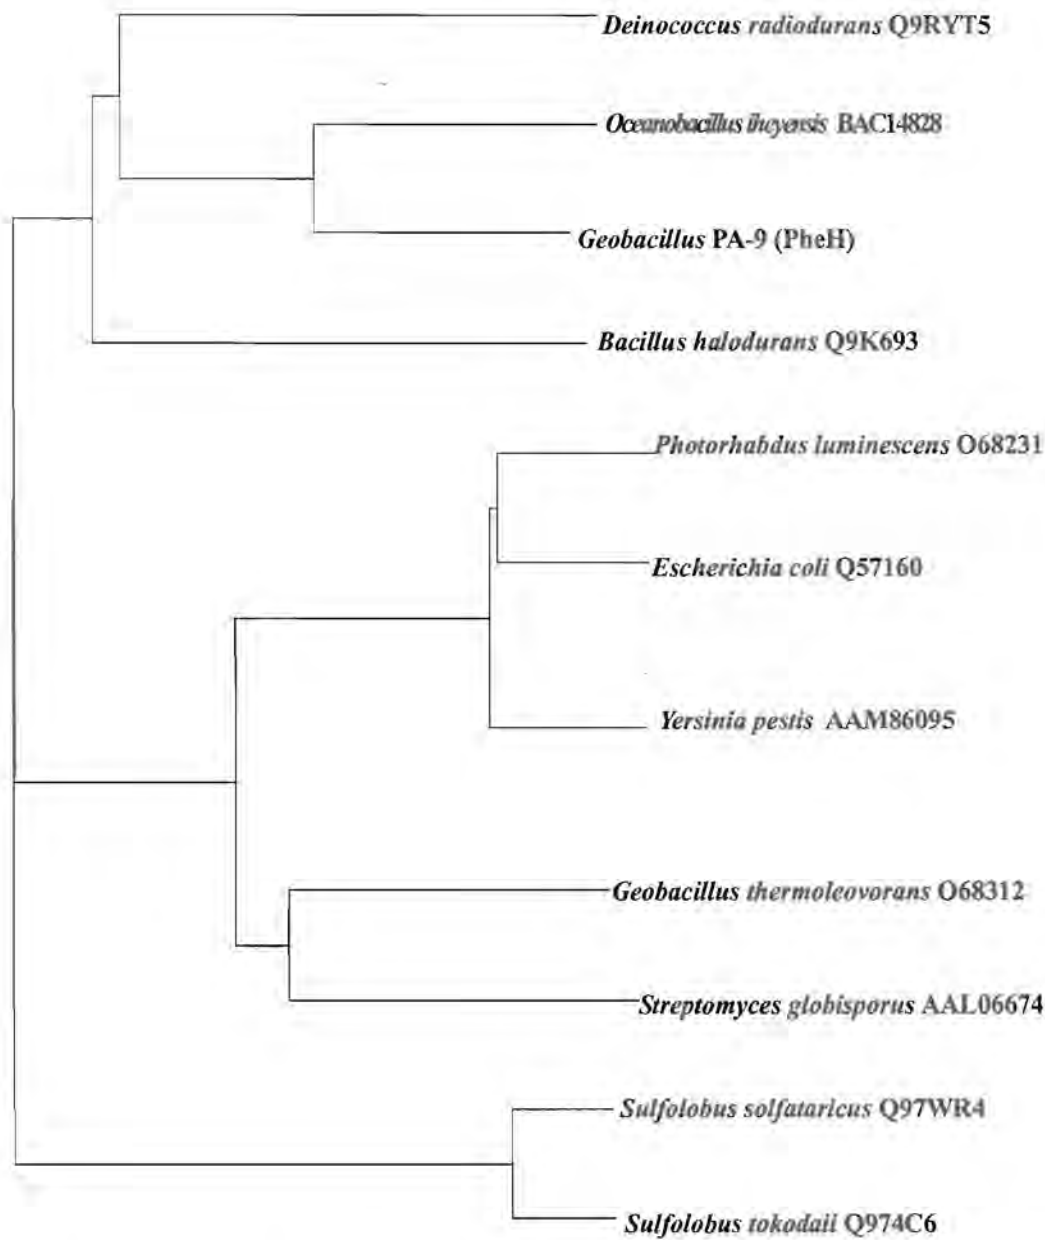 Deinococcus radiodurans Q9RYT5
Oceanobacillus iheyensis BAC14828
Geobacillus PA-9 (PheH)
Bacillus halodurans Q9K693
Photorhabdus luminescens O68231
Escherichia coli Q57160
Yersinia pestis AAM86095
Geobacillus thermoleovorans O68312
Streptomyces globisporus AAL06674
Sulfolobus solfataricus Q97WR4
Sulfolobus tokodaii Q974C6